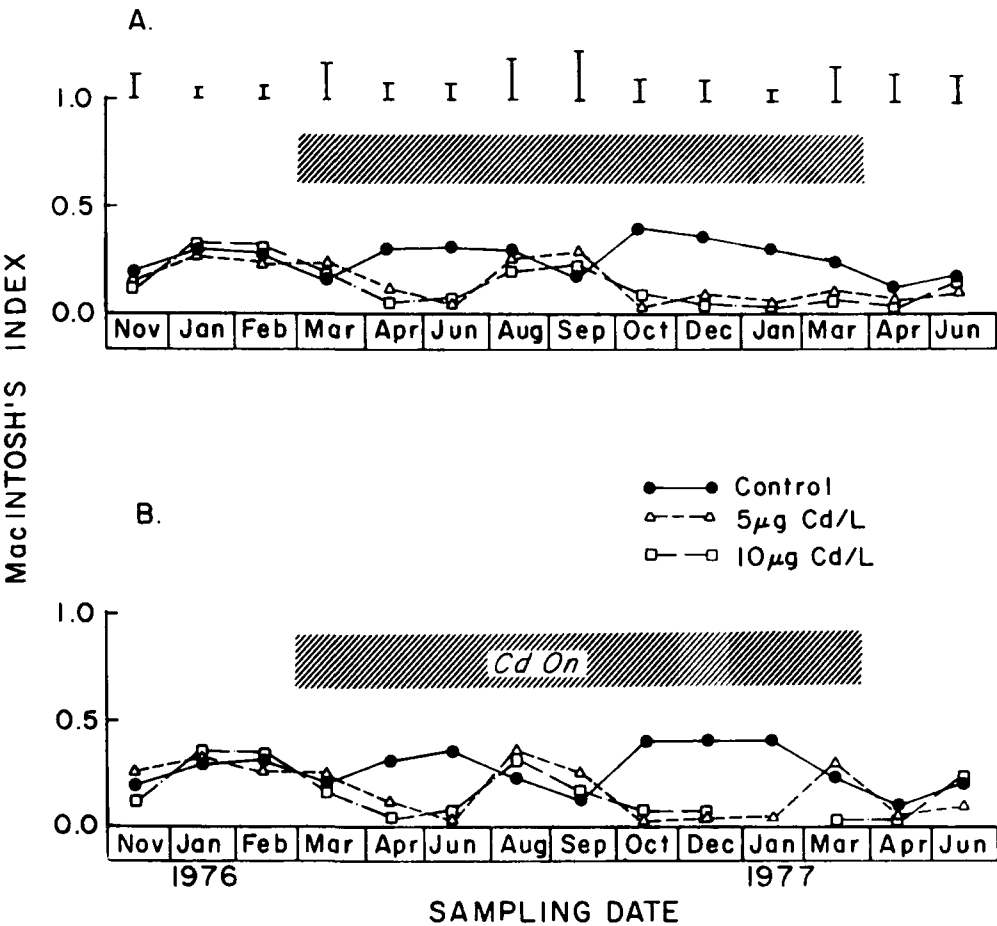 A.
1.0
0.5
0.0
Nov Jan Feb Mar Apr Jun Aug Sep Oct Dec Jan Mar Apr Jun
MacINTOSH'S INDEX
Control
5μg Cd/L
10μg Cd/L
B.
1.0
Cd On
0.5
0.0
Nov Jan Feb Mar Apr Jun Aug Sep Oct Dec Jan Mar Apr Jun
1976 1977
SAMPLING DATE